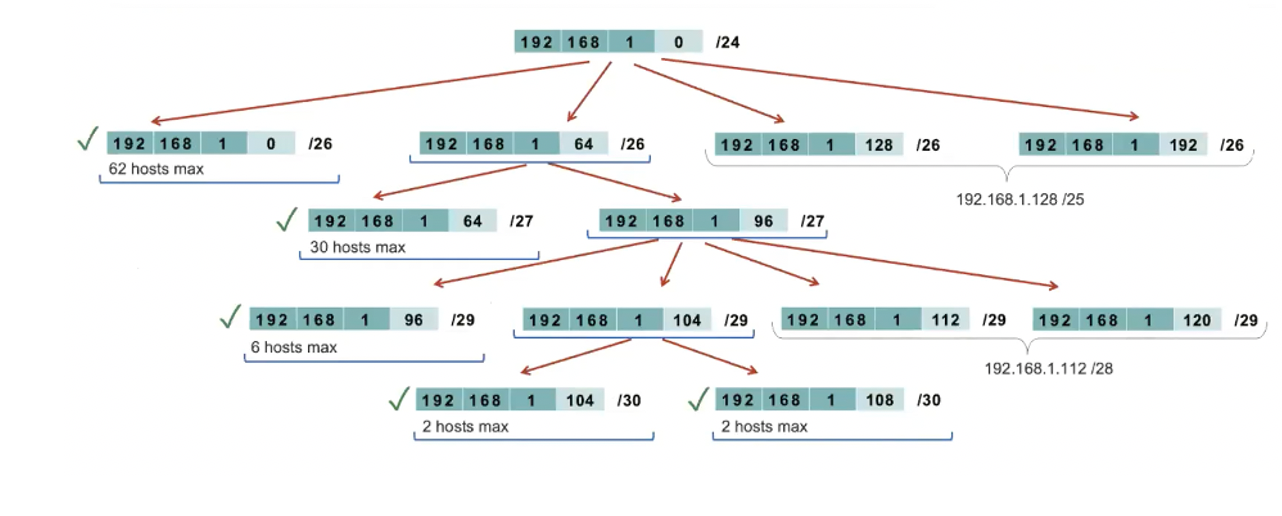 192 168 1 0 /24
✓ 192 168 1 0 /26
62 hosts max
192 168 1 64 /26
192 168 1 128 /26
192 168 1 192 /26
192.168.1.128 /25
✓ 192 168 1 64 /27
30 hosts max
192 168 1 96 /27
✓ 192 168 1 96 /29
6 hosts max
192 168 1 104 /29
192 168 1 112 /29
192 168 1 120 /29
192.168.1.112 /28
✓ 192 168 1 104 /30
2 hosts max
✓ 192 168 1 108 /30
2 hosts max